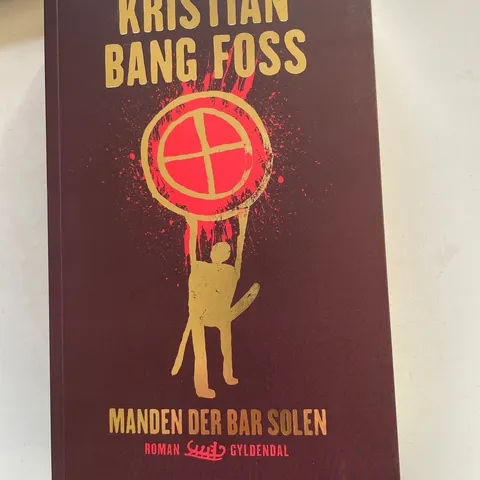 KRISTIAN
BANG FOSS
MANDEN DER BAR SOLEN
ROMAN GYLDENDAL